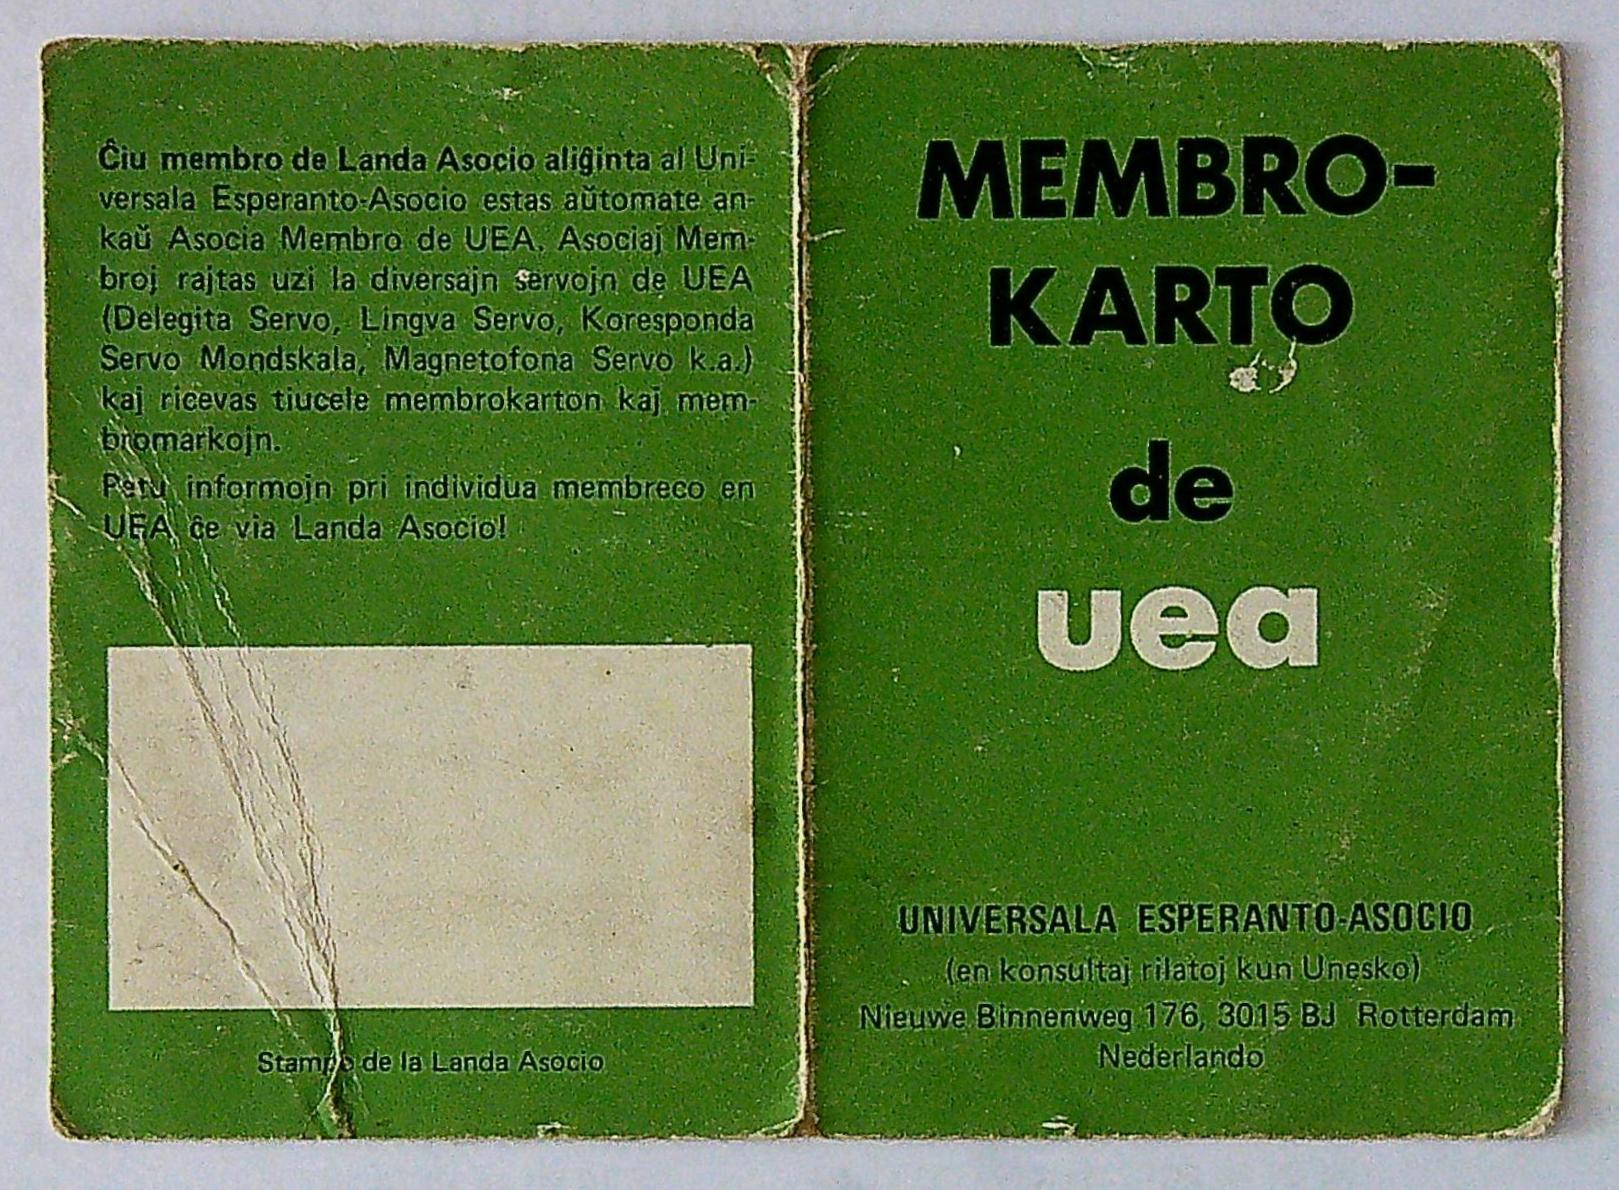 Ĉiu membro de Landa Asocio aliĝinta al Uni-
versala Esperanto-Asocio estas aŭtomate an-
kaŭ Asocia Membro de UEA. Asociaj Mem-
broj rajtas uzi la diversajn servojn de UEA
(Delegita Servo, Lingva Servo, Koresponda
Servo Mondskala, Magnetofona Servo k.a.)
kaj ricevas tiucele membrokarton kaj mem-
bromarkojn.
Petu informojn pri individua membreco en
UEA ĉe via Landa Asocio!
Stampo de la Landa Asocio
MEMBRO-
KARTO
de
uea
UNIVERSALA ESPERANTO-ASOCIO
(en konsultaj rilatoj kun Unesko)
Nieuwe Binnenweg 176, 3015 BJ Rotterdam
Nederlando